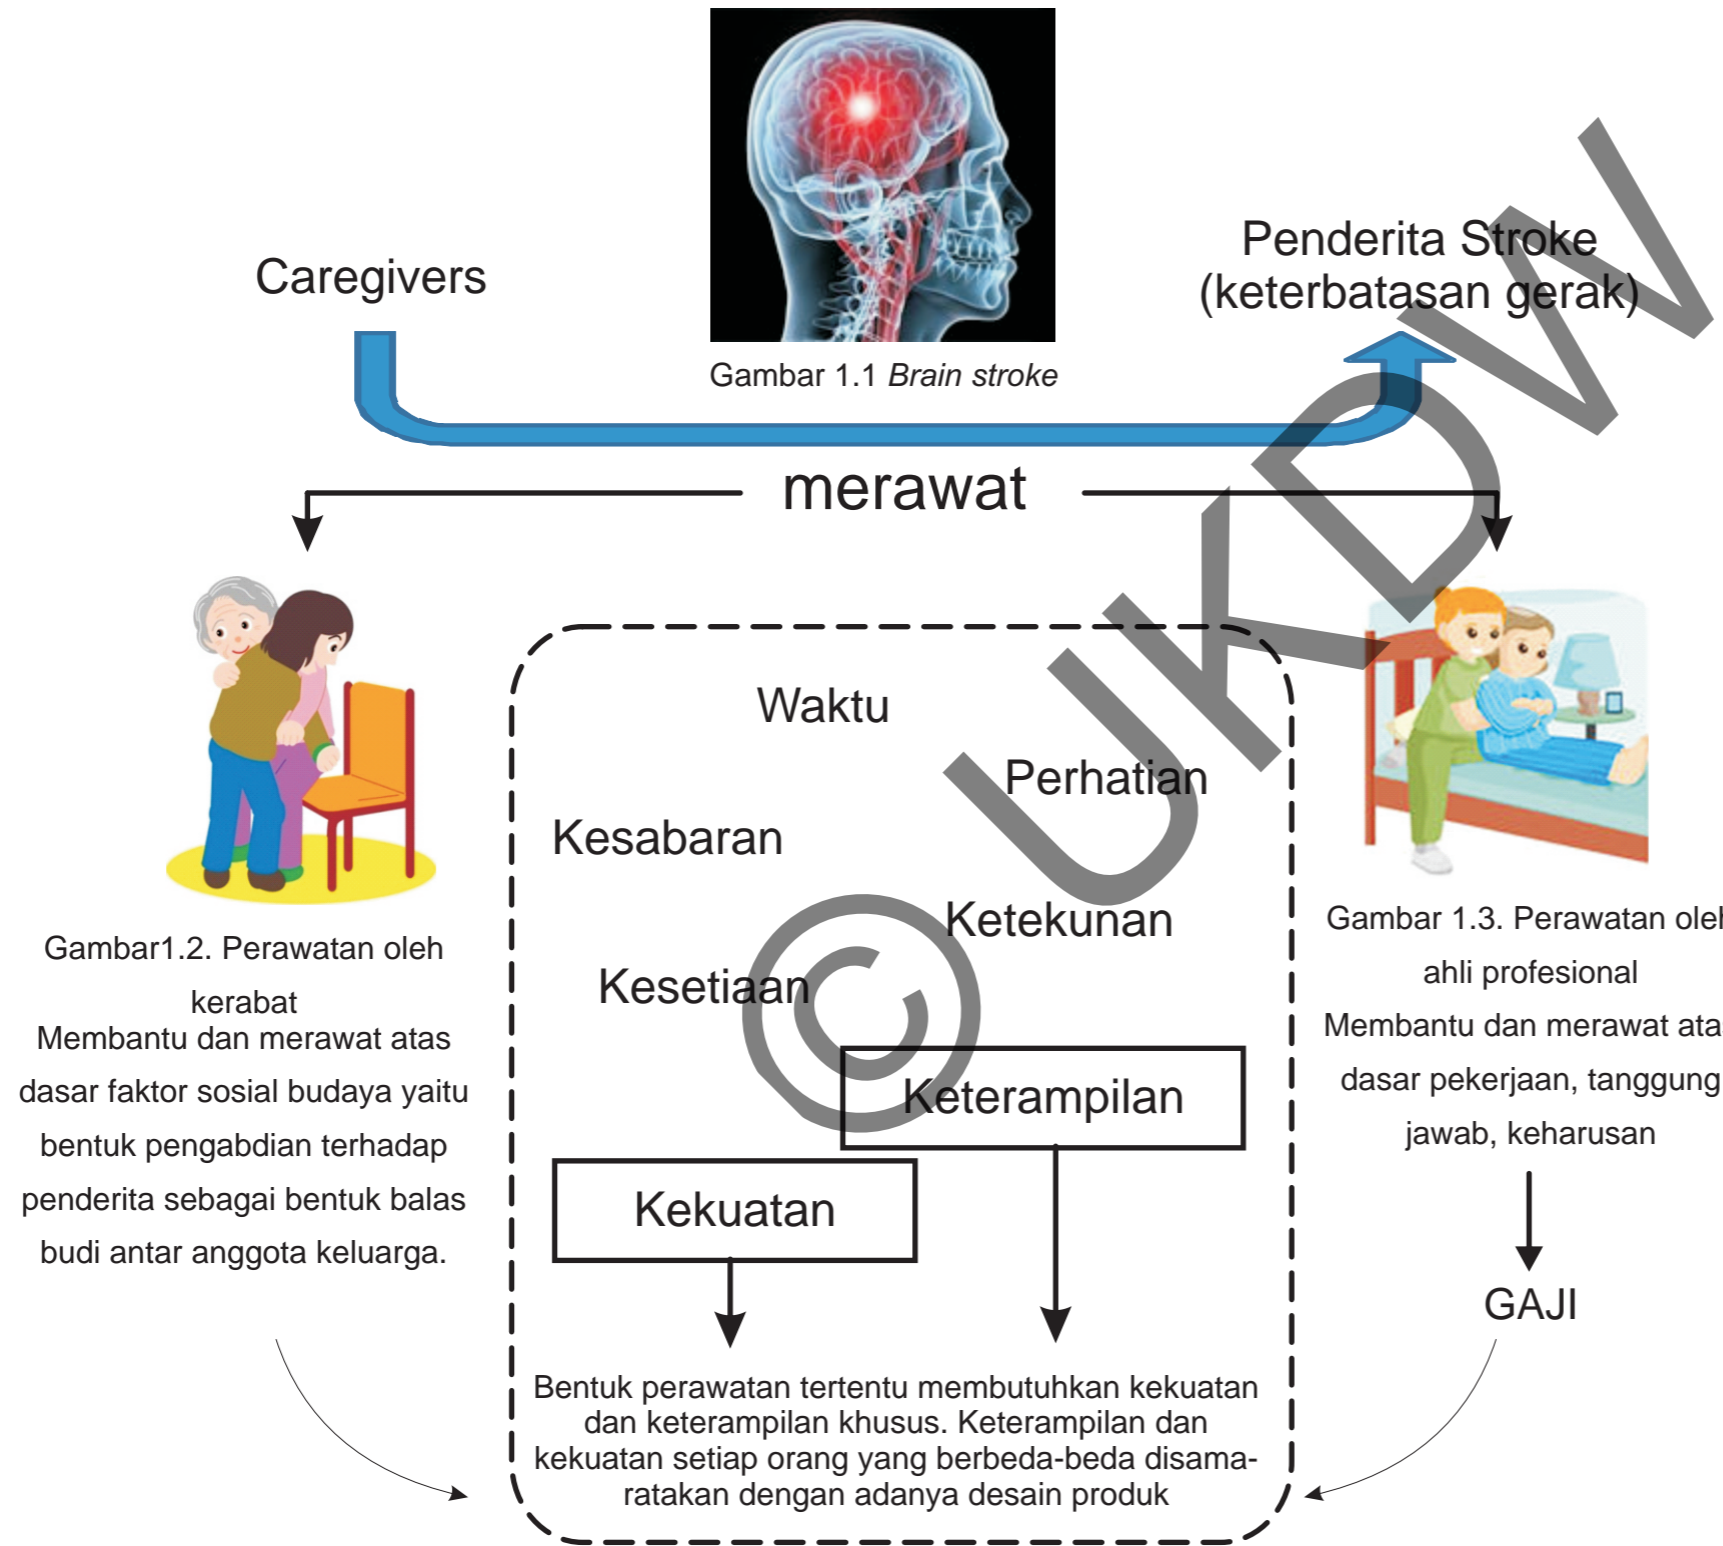 Caregivers
Penderita Stroke
(keterbatasan gerak)
Gambar 1.1 Brain stroke
merawat
Waktu
Perhatian
Kesabaran
Ketekunan
Kesetiaan
Keterampilan
Kekuatan
Bentuk perawatan tertentu membutuhkan kekuatan
dan keterampilan khusus. Keterampilan dan
kekuatan setiap orang yang berbeda-beda disama-
ratakan dengan adanya desain produk
Gambar1.2. Perawatan oleh
kerabat
Membantu dan merawat atas
dasar faktor sosial budaya yaitu
bentuk pengabdian terhadap
penderita sebagai bentuk balas
budi antar anggota keluarga.
Gambar 1.3. Perawatan oleh
ahli profesional
Membantu dan merawat atas
dasar pekerjaan, tanggung
jawab, keharusan
GAJI
© UKDW